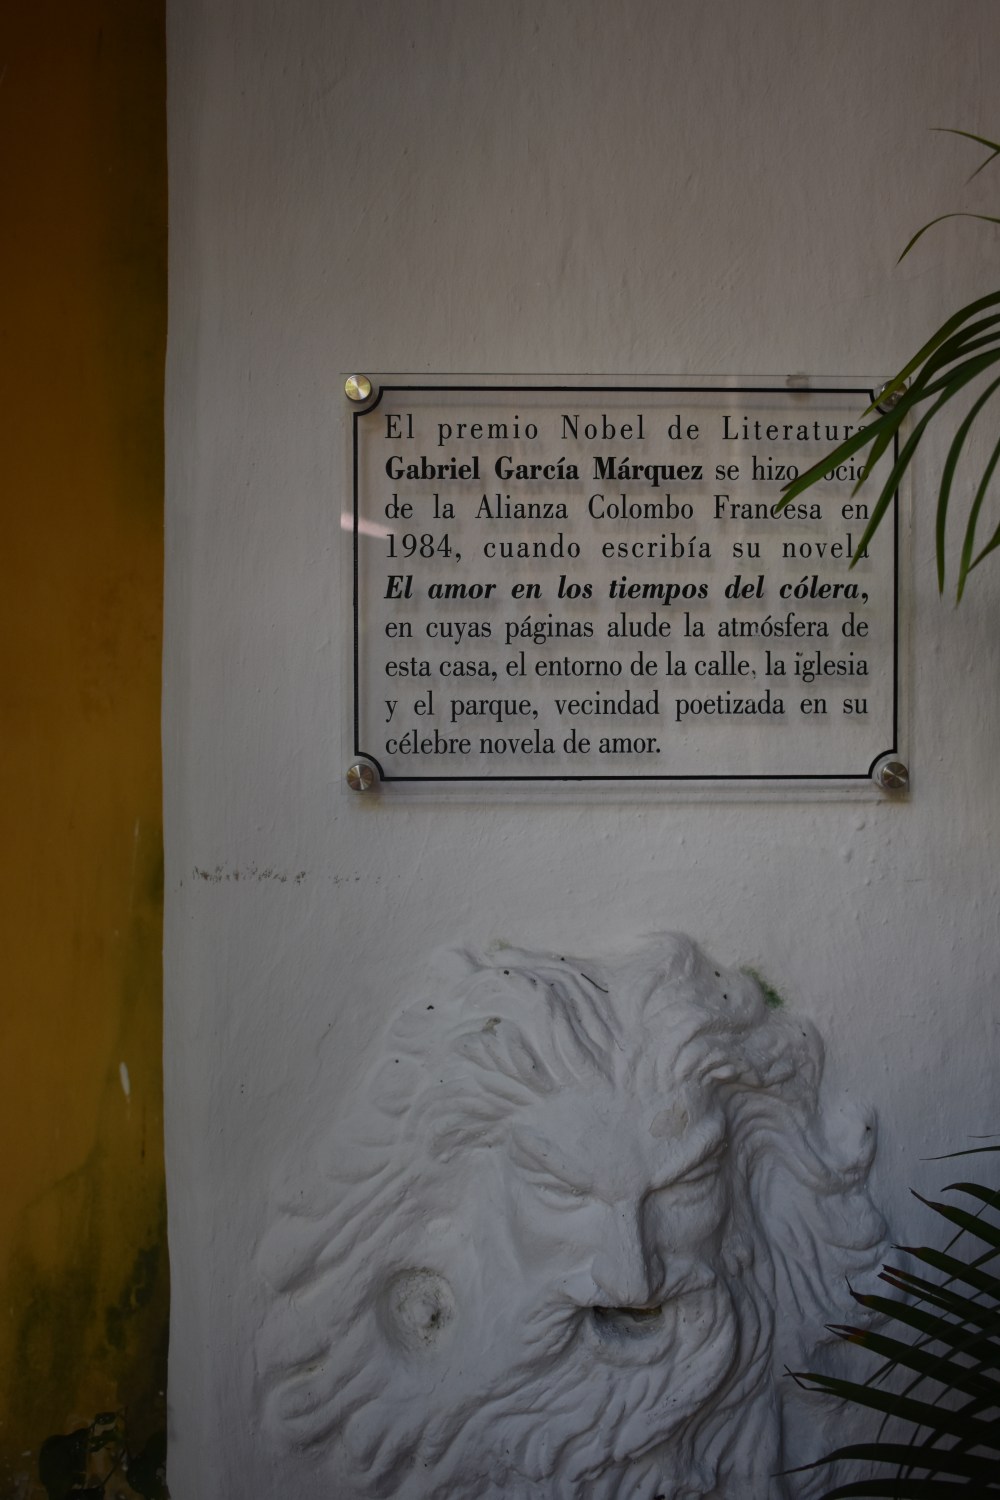 El premio Nobel de Literatura
Gabriel García Márquez se hizo socio
de la Alianza Colombo Francesa en
1984, cuando escribía su novela
El amor en los tiempos del cólera,
en cuyas páginas alude la atmósfera de
esta casa, el entorno de la calle, la iglesia
y el parque, vecindad poetizada en su
célebre novela de amor.